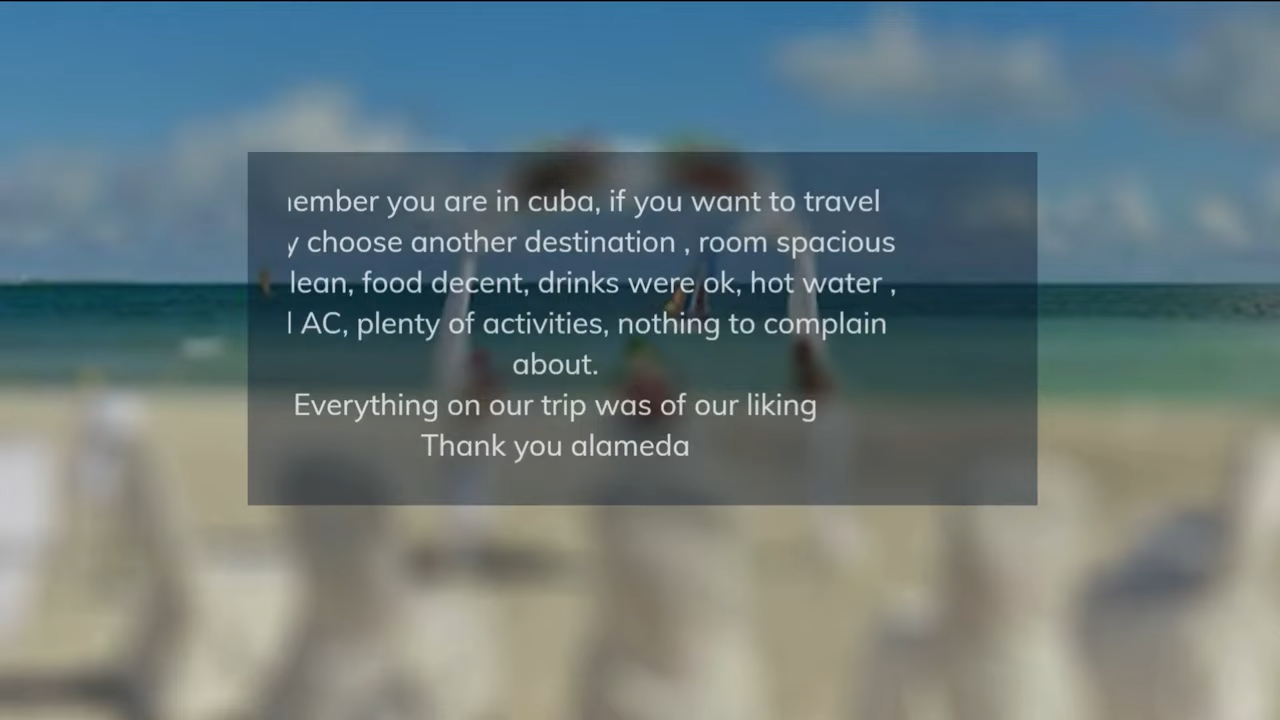 you are in cuba, if you want to travel
choose another destination , room spacious
food decent, drinks were ok, hot water ,
AC, plenty of activities, nothing to complain
about.
Everything on our trip was of our liking
Thank you alameda